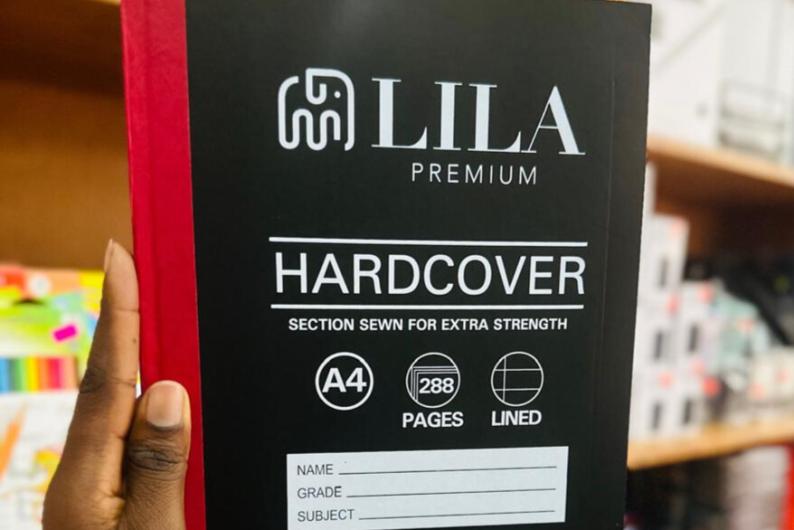 LILA
PREMIUM
HARDCOVER
SECTION SEWN FOR EXTRA STRENGTH
A4
288
PAGES
LINED
NAME
GRADE
SUBJECT